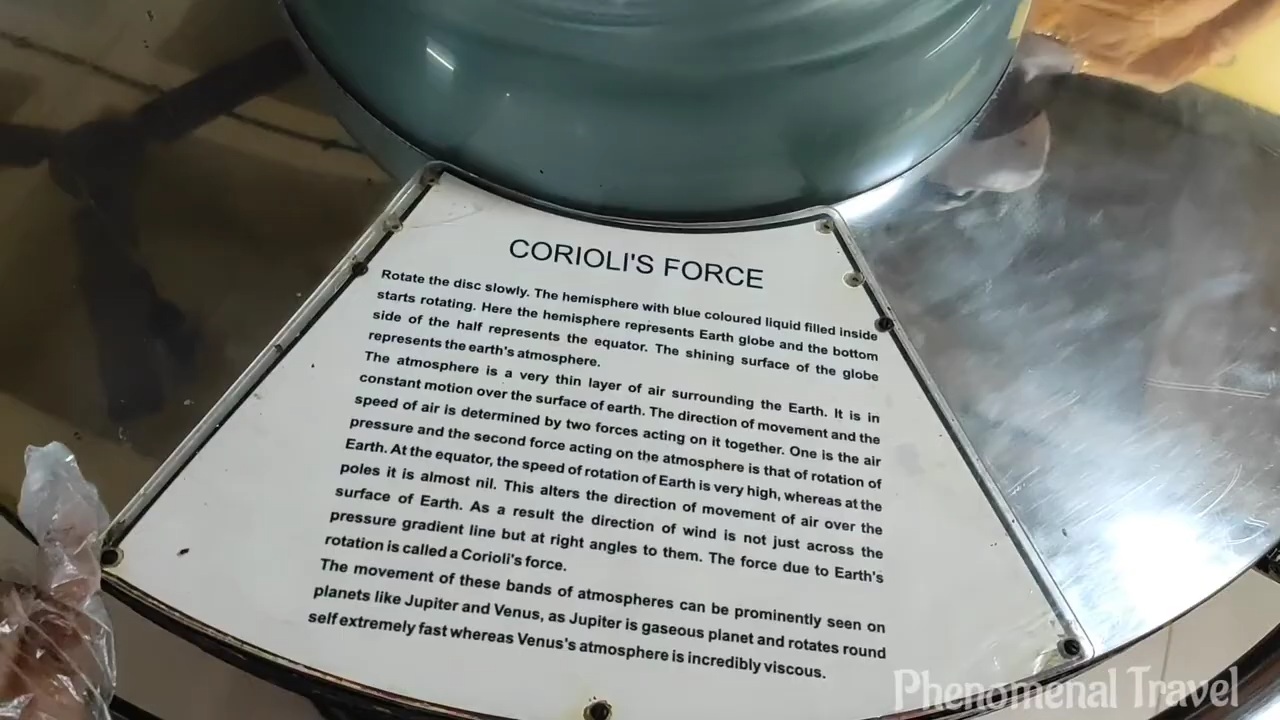 CORIOLI'S FORCE
Rotate the disc slowly. The hemisphere with blue coloured liquid filled inside
starts rotating. Here the hemisphere represents Earth globe and the bottom
side of the half represents the equator. The shining surface of the globe
represents the earth's atmosphere.
The atmosphere is a very thin layer of air surrounding the Earth. It is in
constant motion over the surface of earth. The direction of movement and the
speed of air is determined by two forces acting on it together. One is the air
pressure and the second force acting on the atmosphere is that of rotation of
Earth. At the equator, the speed of rotation of Earth is very high, whereas at the
poles it is almost nil. This alters the direction of movement of air over the
surface of Earth. As a result the direction of wind is not just across the
pressure gradient line but at right angles to them. The force due to Earth's
rotation is called a Corioli's force.
The movement of these bands of atmospheres can be prominently seen on
planets like Jupiter and Venus, as Jupiter is gaseous planet and rotates round
self extremely fast whereas Venus's atmosphere is incredibly viscous.
Phenomenal Travel